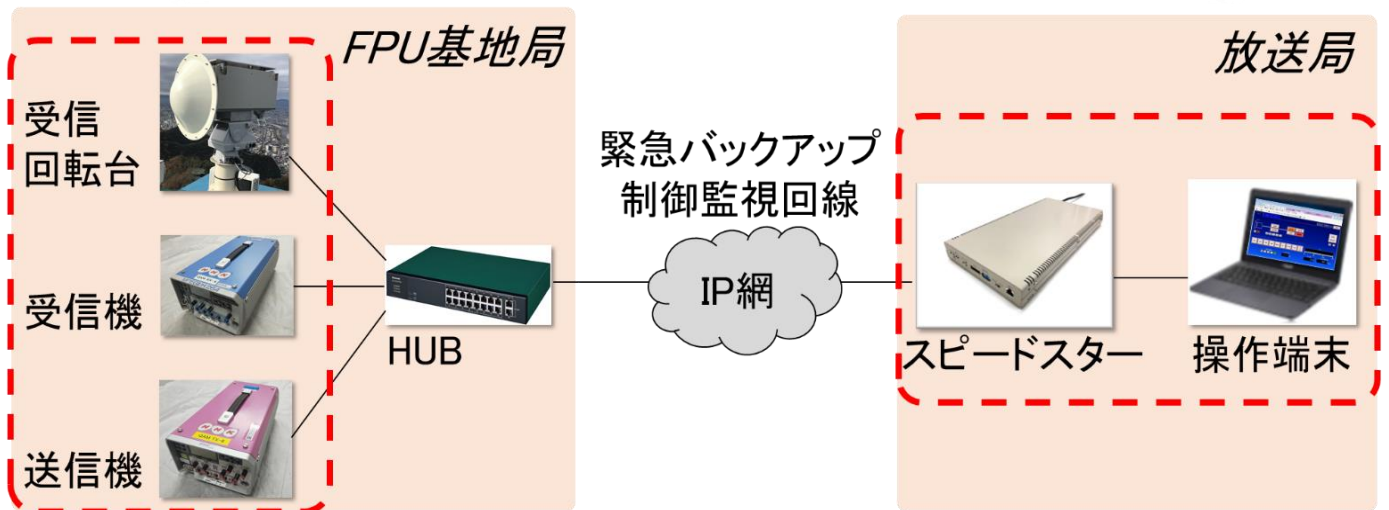 FPU基地局
受信
回転台
受信機
送信機
HUB
緊急バックアップ
制御監視回線
IP網
放送局
スピードスター
操作端末